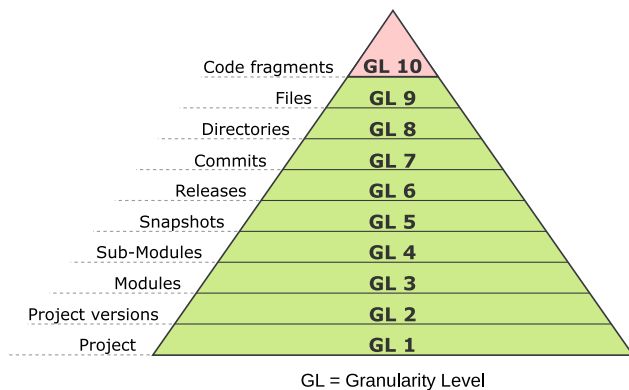 Code fragments GL 10
Files GL 9
Directories GL 8
Commits GL 7
Releases GL 6
Snapshots GL 5
Sub-Modules GL 4
Modules GL 3
Project versions GL 2
Project GL 1
GL = Granularity Level